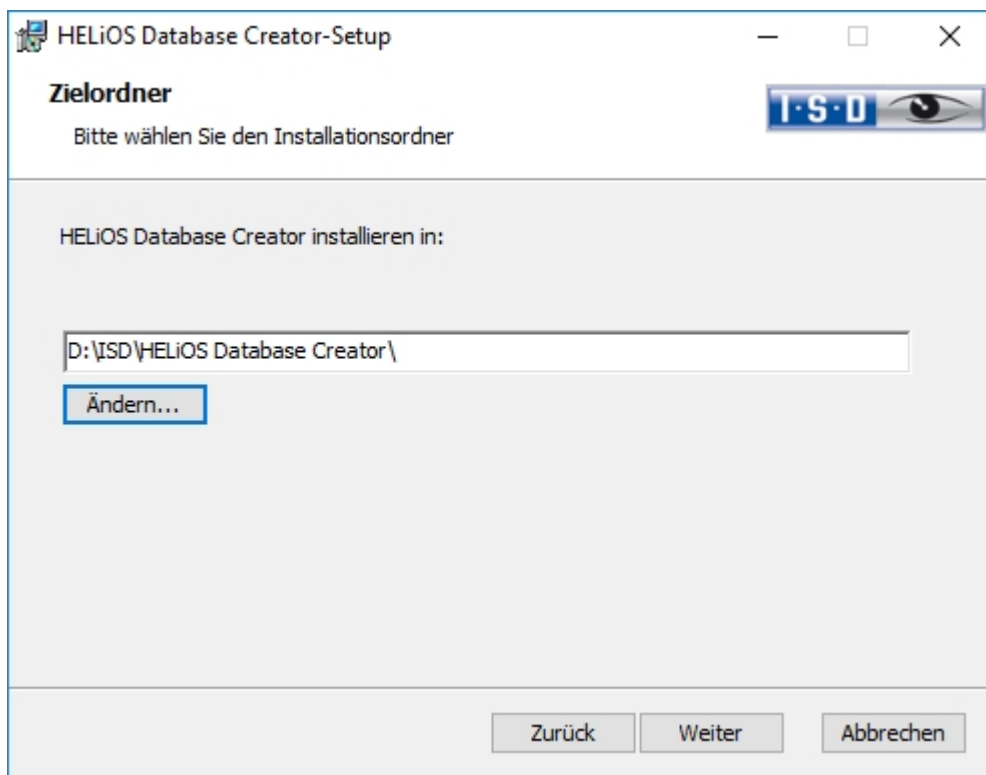 HELiOS Database Creator-Setup
Zielordner
I·S·D
Bitte wählen Sie den Installationsordner
HELiOS Database Creator installieren in:
D:\ISD\HELiOS Database Creator\
Ändern...
Zurück Weiter Abbrechen